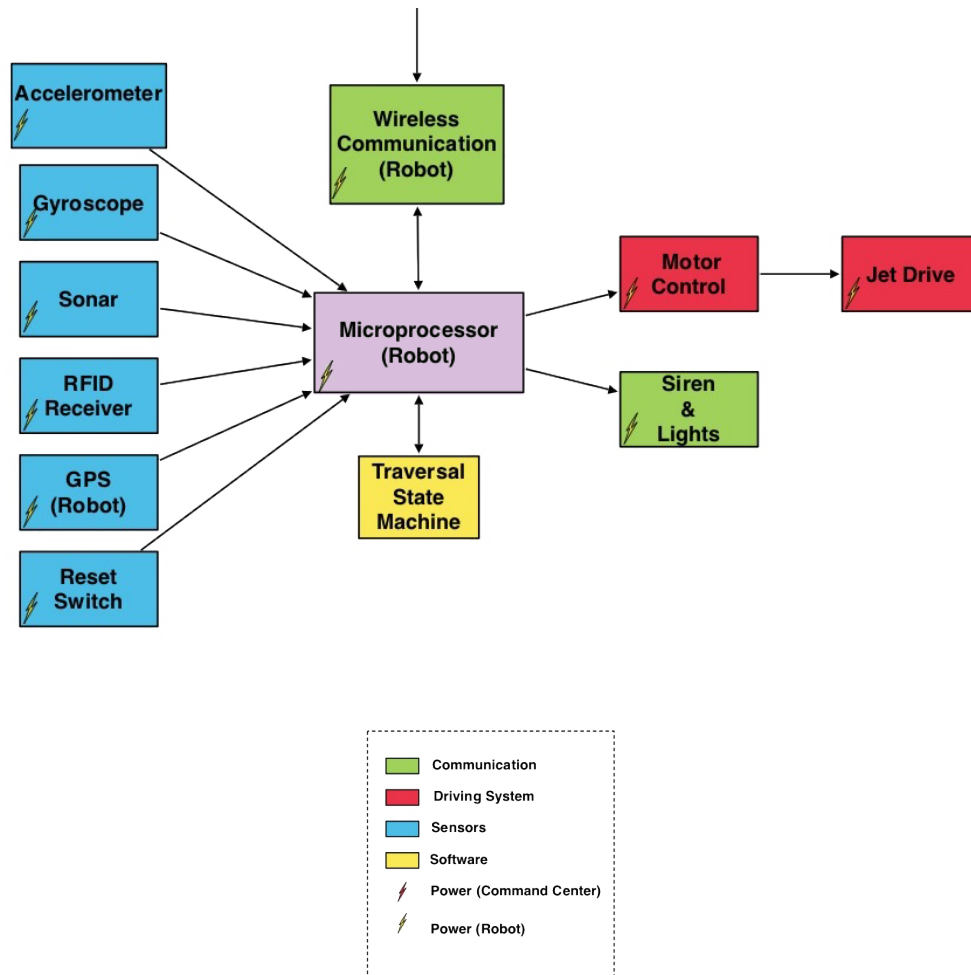 Accelerometer
Wireless
Communication
(Robot)
Gyroscope
Motor
Control
Jet Drive
Sonar
Microprocessor
(Robot)
RFID
Receiver
Siren
&
Lights
GPS
(Robot)
Traversal
State
Machine
Reset
Switch
Communication
Driving System
Sensors
Software
Power (Command Center)
Power (Robot)